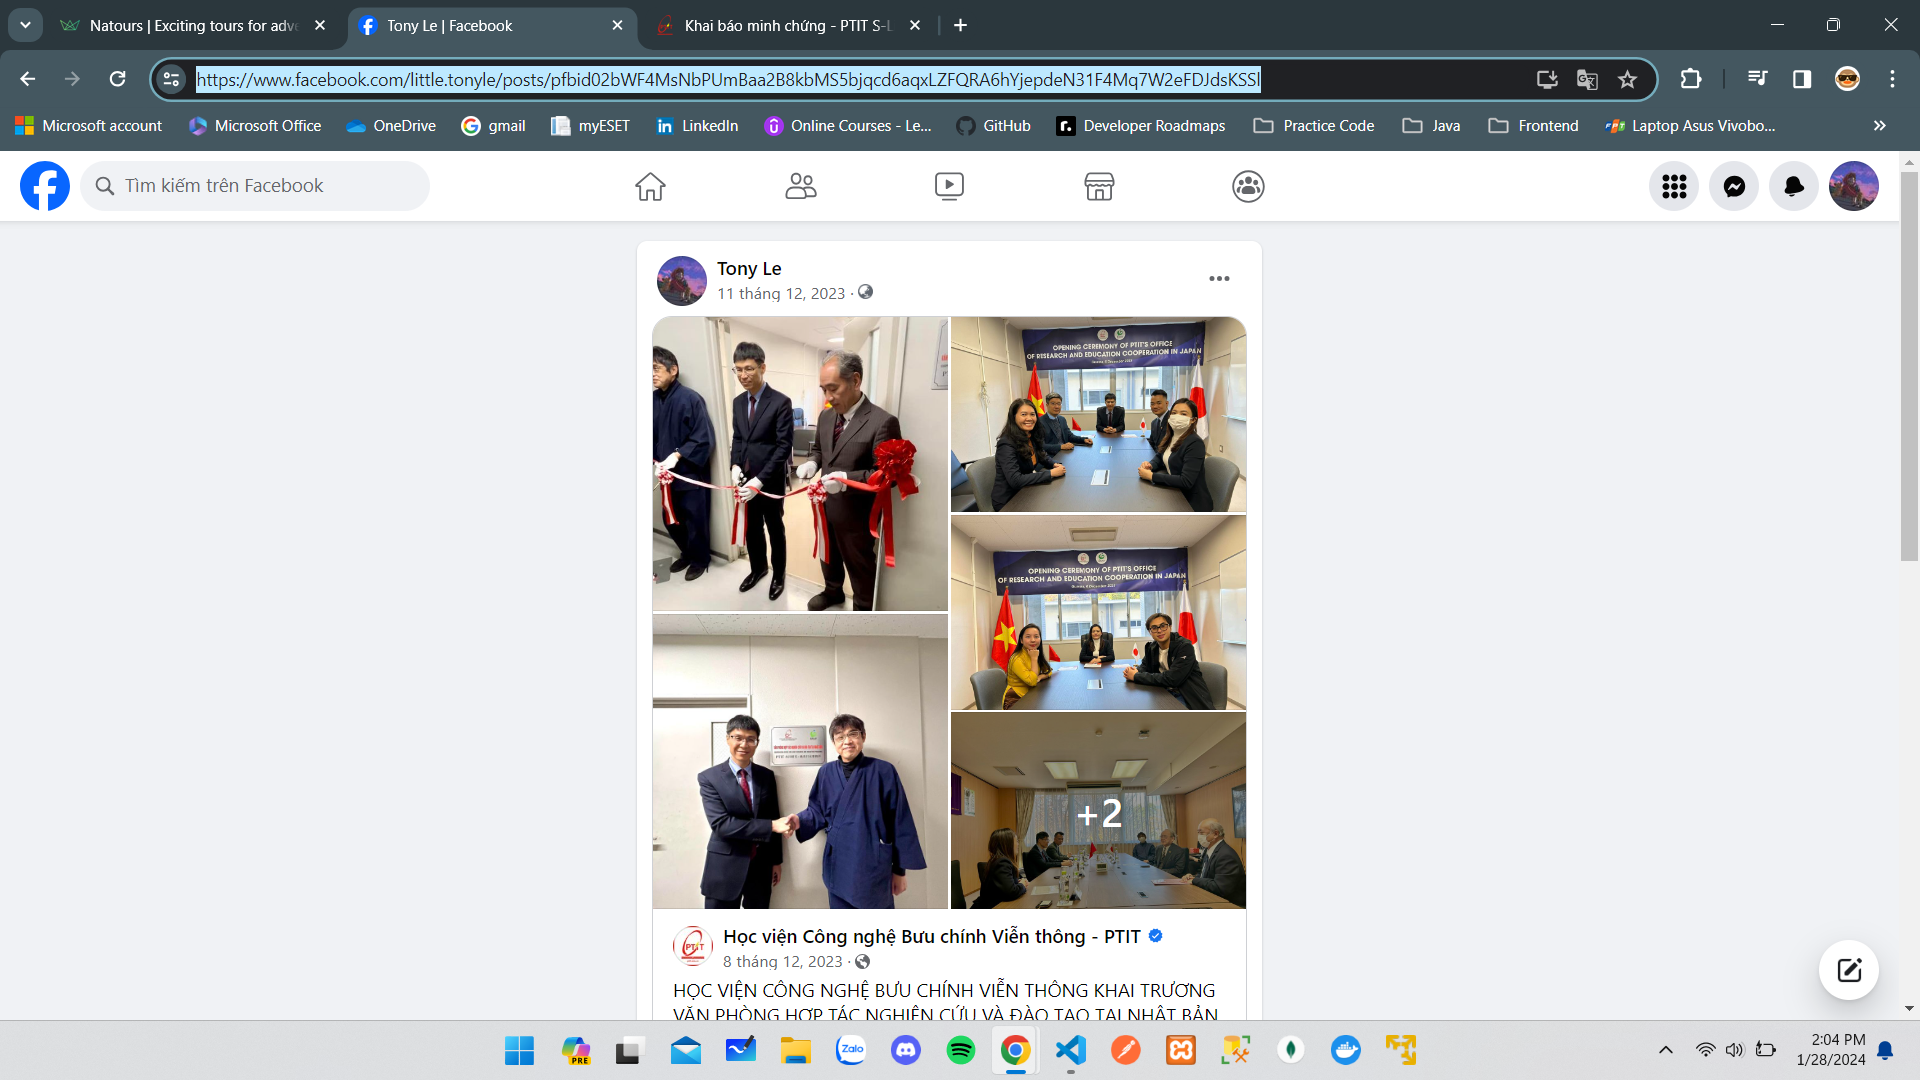 Natours | Exciting tours for adve
Tony Le | Facebook
Khai báo minh chứng - PTIT S-L
https://www.facebook.com/little.tonyle/posts/pfbid02bWF4MsNbPUmBaa2B8kbMS5bjqcd6aqxLZFQRA6hYjepdeN31F4Mq7W2eFDJdsKSSl
Microsoft account
Microsoft Office
OneDrive
gmail
myESET
LinkedIn
Online Courses - Le...
GitHub
Developer Roadmaps
Practice Code
Java
Frontend
Laptop Asus Vivobo...
Tìm kiếm trên Facebook
Tony Le
11 tháng 12, 2023 ·
OPENING CEREMONY OF PTIT'S OFFICE
OF RESEARCH AND EDUCATION COOPERATION IN JAPAN
OPENING CEREMONY OF PTIT'S OFFICE
OF RESEARCH AND EDUCATION COOPERATION IN JAPAN
+2
PTIT
Học viện Công nghệ Bưu chính Viễn thông - PTIT
8 tháng 12, 2023 ·
HỌC VIỆN CÔNG NGHỆ BƯU CHÍNH VIỄN THÔNG KHAI TRƯƠNG
VĂN PHÒNG HỢP TÁC NGHIÊN CỨU VÀ ĐÀO TẠO TẠI NHẬT BẢN
PRE
Zalo
2:04 PM
1/28/2024